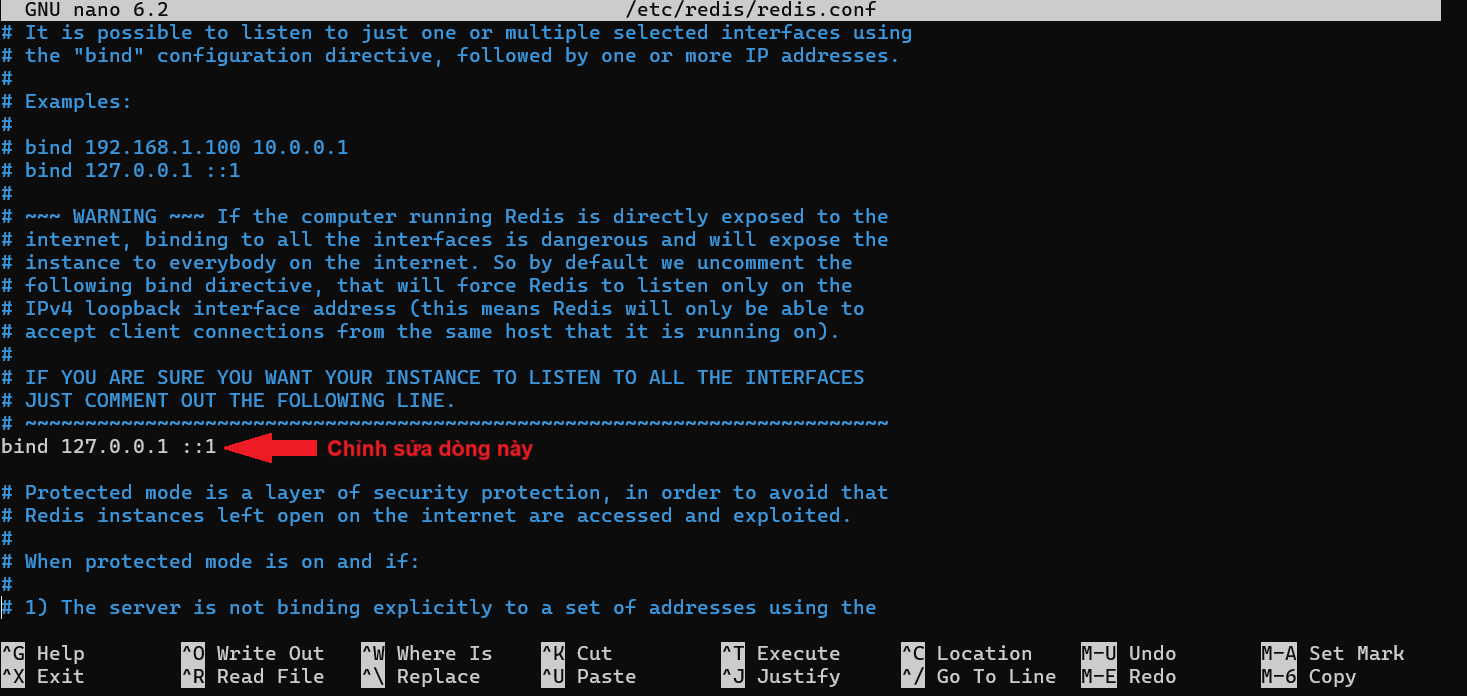 GNU nano 6.2 /etc/redis/redis.conf
# It is possible to listen to just one or multiple selected interfaces using
# the "bind" configuration directive, followed by one or more IP addresses.
#
# Examples:
#
# bind 192.168.1.100 10.0.0.1
# bind 127.0.0.1 ::1
#
# ~~~ WARNING ~~~ If the computer running Redis is directly exposed to the
# internet, binding to all the interfaces is dangerous and will expose the
# instance to everybody on the internet. So by default we uncomment the
# following bind directive, that will force Redis to listen only on the
# IPv4 loopback interface address (this means Redis will only be able to
# accept client connections from the same host that it is running on).
#
# IF YOU ARE SURE YOU WANT YOUR INSTANCE TO LISTEN TO ALL THE INTERFACES
# JUST COMMENT OUT THE FOLLOWING LINE.
# ~~~~~~~~~~~~~~~~~~~~~~~~~~~~~~~~~~~~~~~~~~~~~~~~~~~~~~~~~~~~~~~~~~~~~~~~
bind 127.0.0.1 ::1 Chỉnh sửa dòng này
# Protected mode is a layer of security protection, in order to avoid that
# Redis instances left open on the internet are accessed and exploited.
#
# When protected mode is on and if:
#
# 1) The server is not binding explicitly to a set of addresses using the
^G Help ^O Write Out ^W Where Is ^K Cut ^T Execute ^C Location M-U Undo M-A Set Mark
^X Exit ^R Read File ^\ Replace ^U Paste ^J Justify ^/ Go To Line M-E Redo M-6 Copy